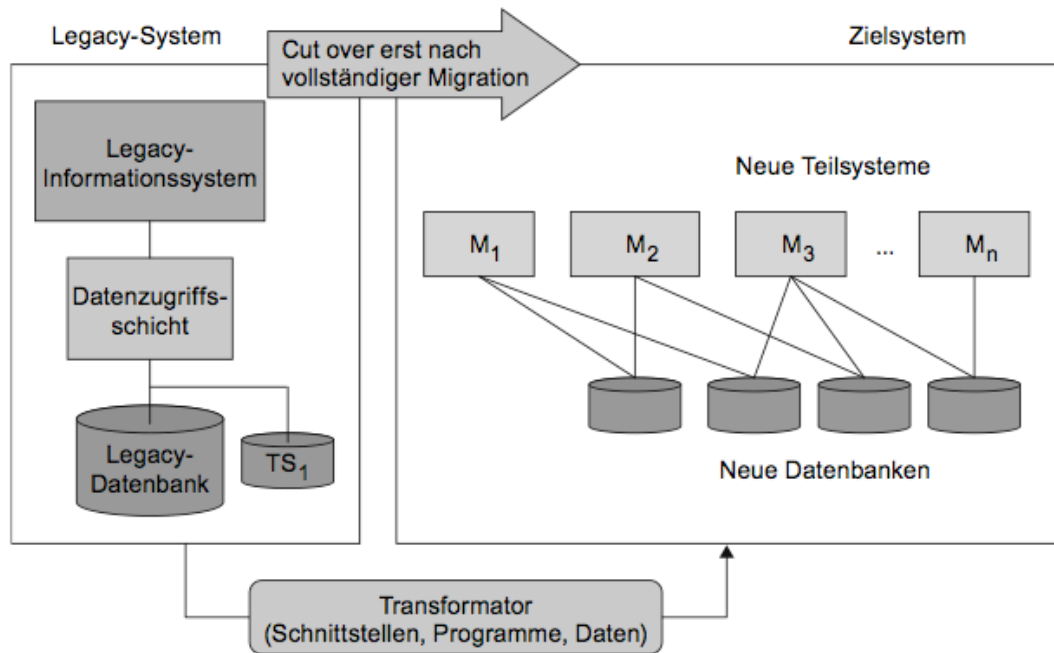 Legacy-System
Cut over erst nach
vollständiger Migration
Zielsystem
Legacy-
Informationssystem
Datenzugriffs-
schicht
Legacy-
Datenbank
TS1
Neue Teilsysteme
M1
M2
M3
...
Mn
Neue Datenbanken
Transformator
(Schnittstellen, Programme, Daten)